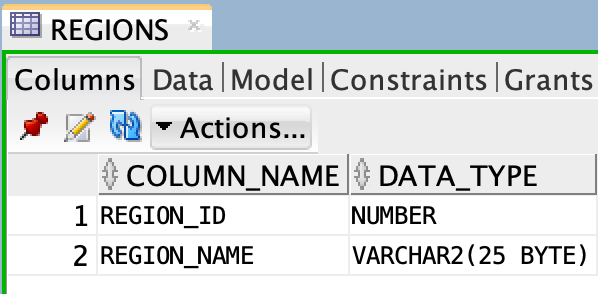 REGIONS
Columns Data Model Constraints Grants
Actions...
COLUMN_NAME DATA_TYPE
1 REGION_ID NUMBER
2 REGION_NAME VARCHAR2(25 BYTE)